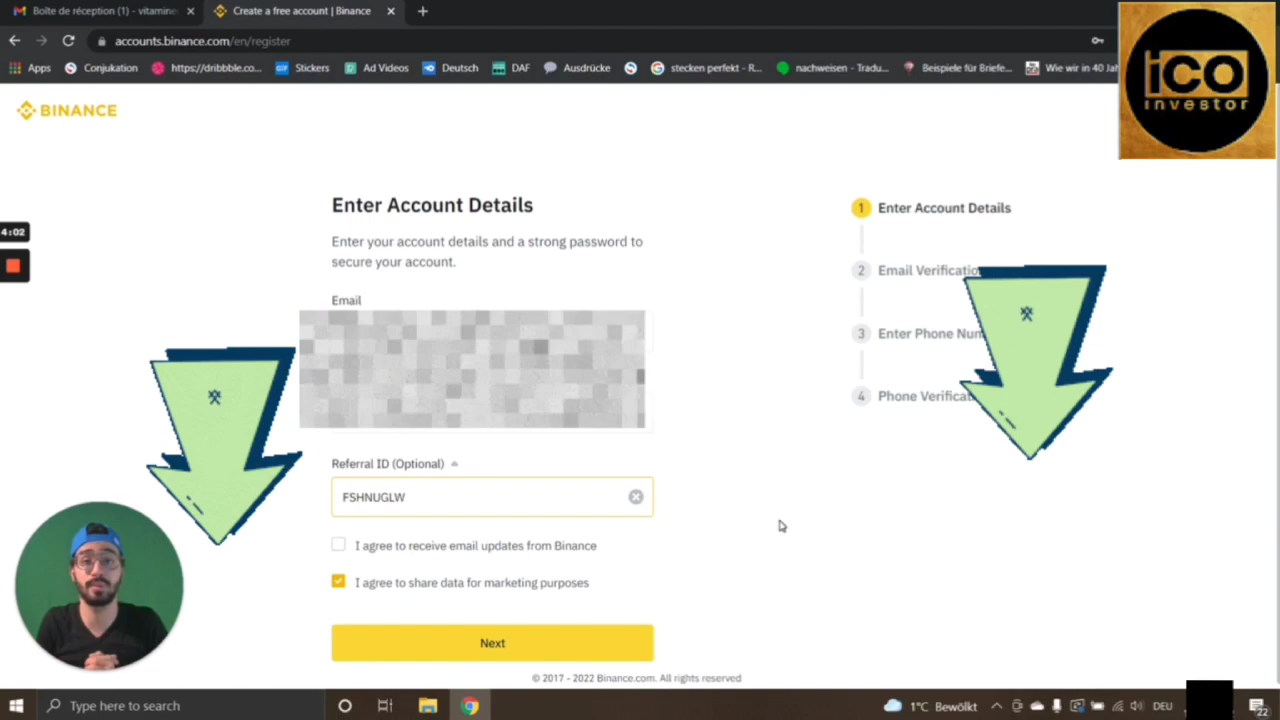 Boîte de réception (1) - vitamine
Create a free account | Binance
accounts.binance.com/en/register
Apps
Conjukation
https://dribbble.co...
Stickers
Ad Videos
Deutsch
DAF
Ausdrücke
stecken perfekt - R...
nachweisen - Tradu...
Beispiele für Briefe...
Wie wir in 40 Jah
ico
investor
BINANCE
Enter Account Details
Enter your account details and a strong password to
secure your account.
Email
Referral ID (Optional)
FSHNUGLW
I agree to receive email updates from Binance
I agree to share data for marketing purposes
Next
© 2017 - 2022 Binance.com. All rights reserved
1 Enter Account Details
2 Email Verificatio
3 Enter Phone Num
4 Phone Verificat
4:02
Type here to search
1°C Bewölkt
DEU
22